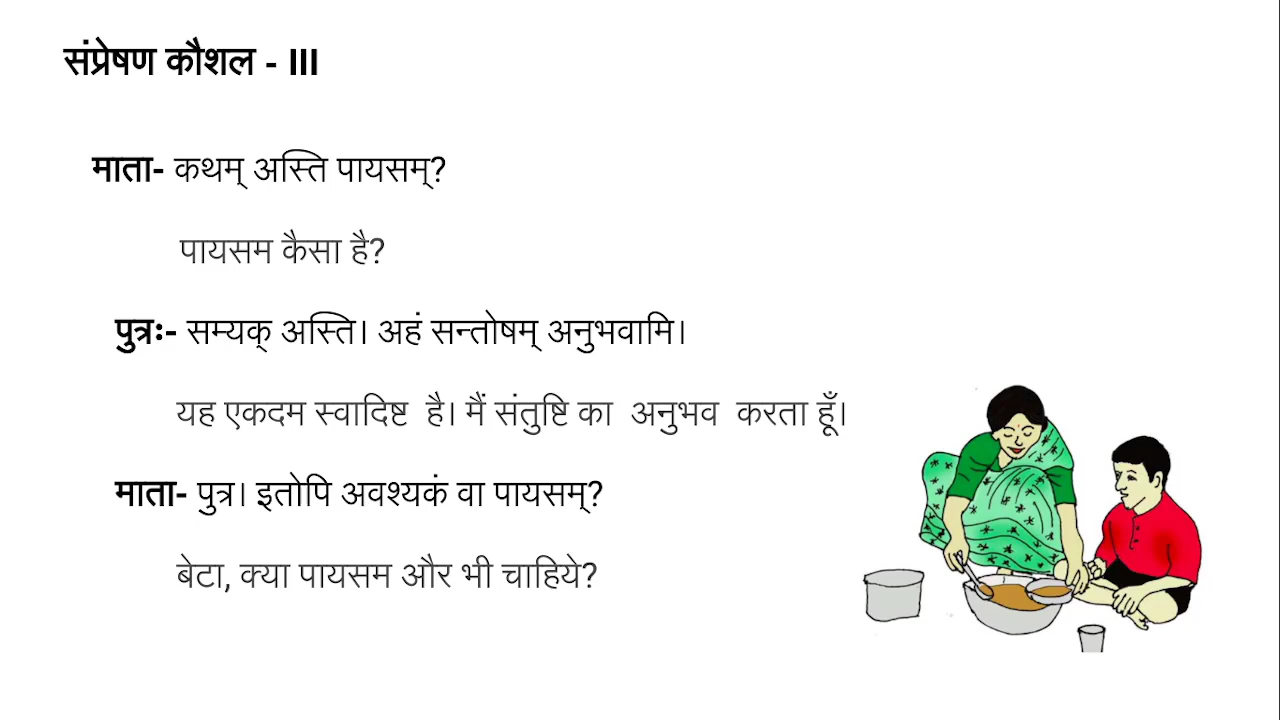 संप्रेषण कौशल - III
माता- कथम् अस्ति पायसम्?
पायसम कैसा है?
पुत्रः- सम्यक् अस्ति। अहं सन्तोषम् अनुभवामि।
यह एकदम स्वादिष्ट है। मैं संतुष्टि का अनुभव करता हूँ।
माता- पुत्र। इतोपि अवश्यकं वा पायसम्?
बेटा, क्या पायसम और भी चाहिये?